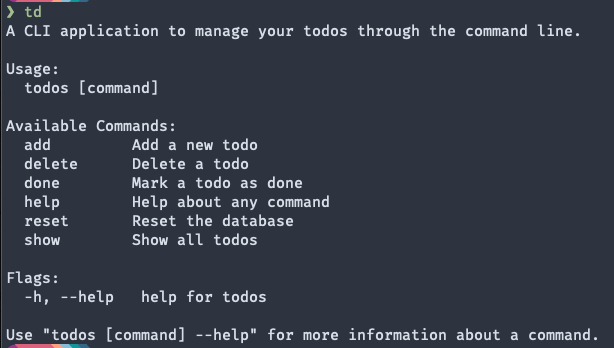 ❯ td
A CLI application to manage your todos through the command line.
Usage:
  todos [command]
Available Commands:
  add         Add a new todo
  delete      Delete a todo
  done        Mark a todo as done
  help        Help about any command
  reset       Reset the database
  show        Show all todos
Flags:
  -h, --help   help for todos
Use "todos [command] --help" for more information about a command.